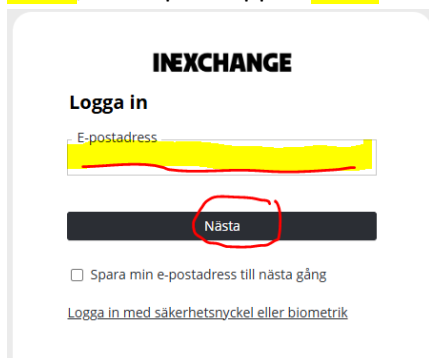 INEXCHANGE
Logga in
E-postadress
Nästa
Spara min e-postadress till nästa gång
Logga in med säkerhetsnyckel eller biometrik